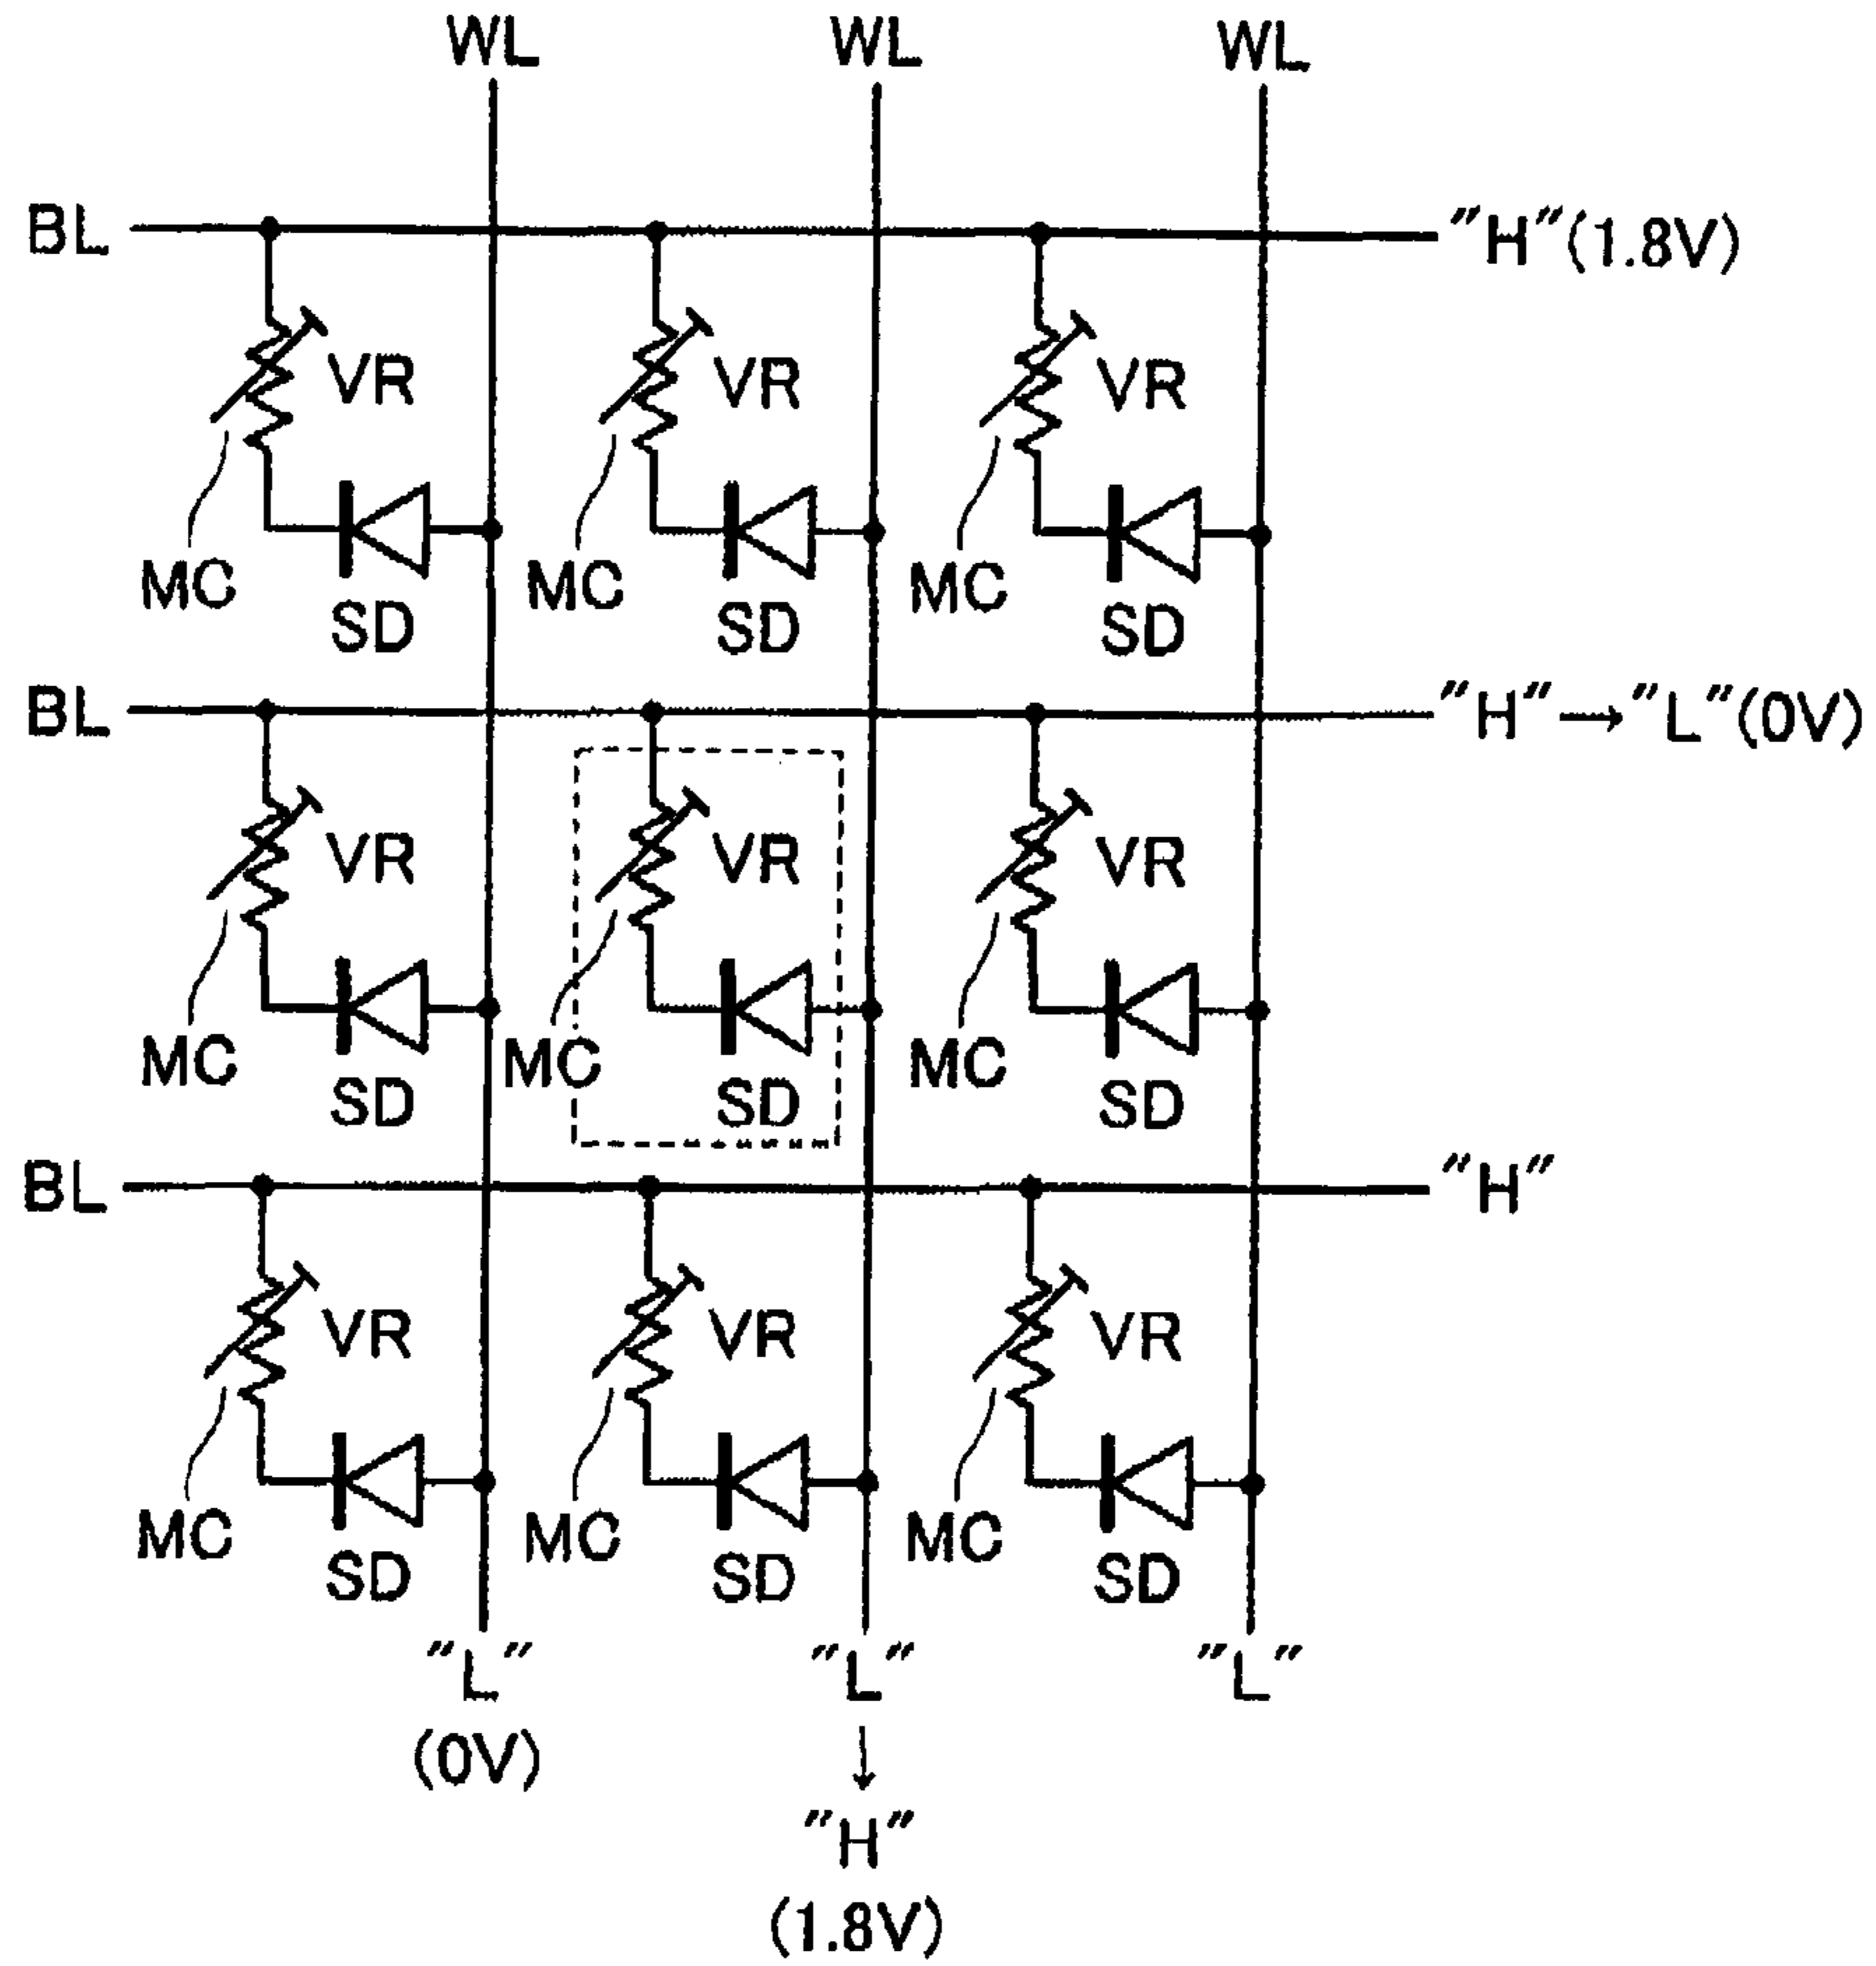 WL WL WL
BL "H"(1.8V)
VR VR VR
MC MC MC
SD SD SD
BL "H"→"L"(0V)
VR VR VR
MC MC MC
SD SD SD
BL "H"
VR VR VR
MC MC MC
SD SD SD
"L" "L" "L"
(0V) ↓
"H"
(1.8V)